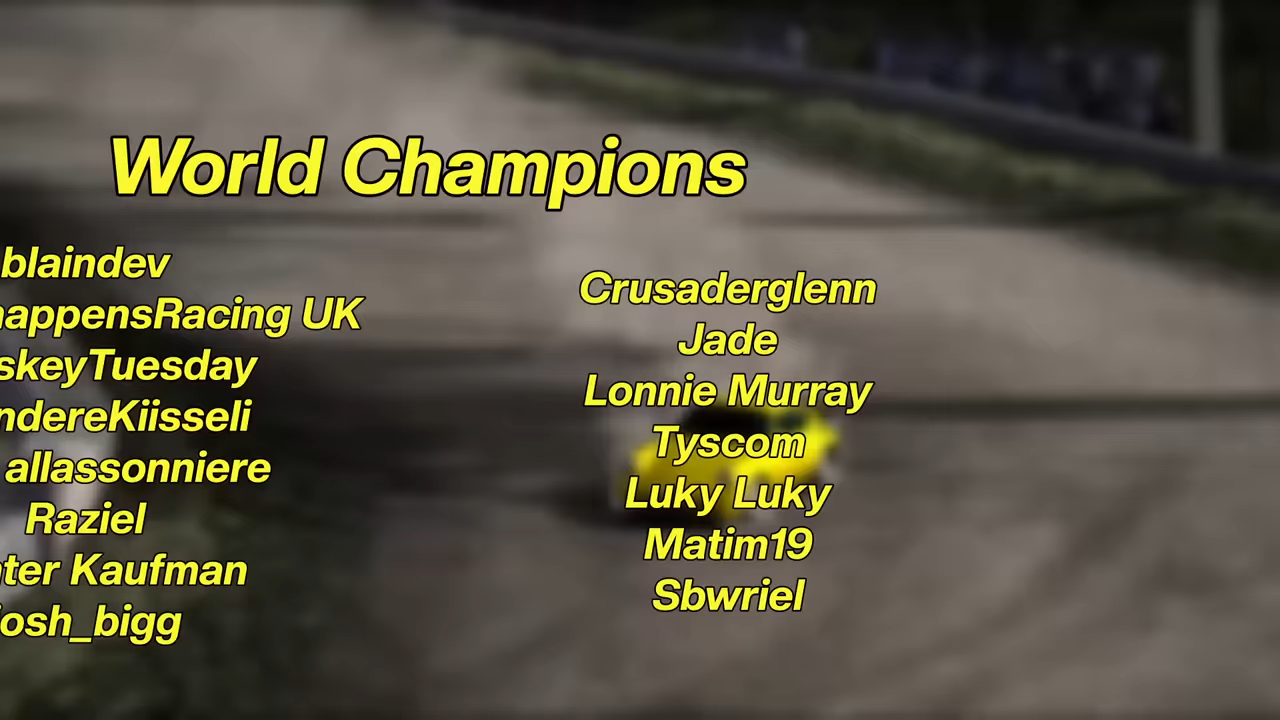 World Champions
blaindev
happensRacing UK
skeyTuesday
ndereKiisseli
allassonniere
Raziel
ter Kaufman
osh_bigg
Crusaderglenn
Jade
Lonnie Murray
Tyscom
Luky Luky
Matim19
Sbwriel